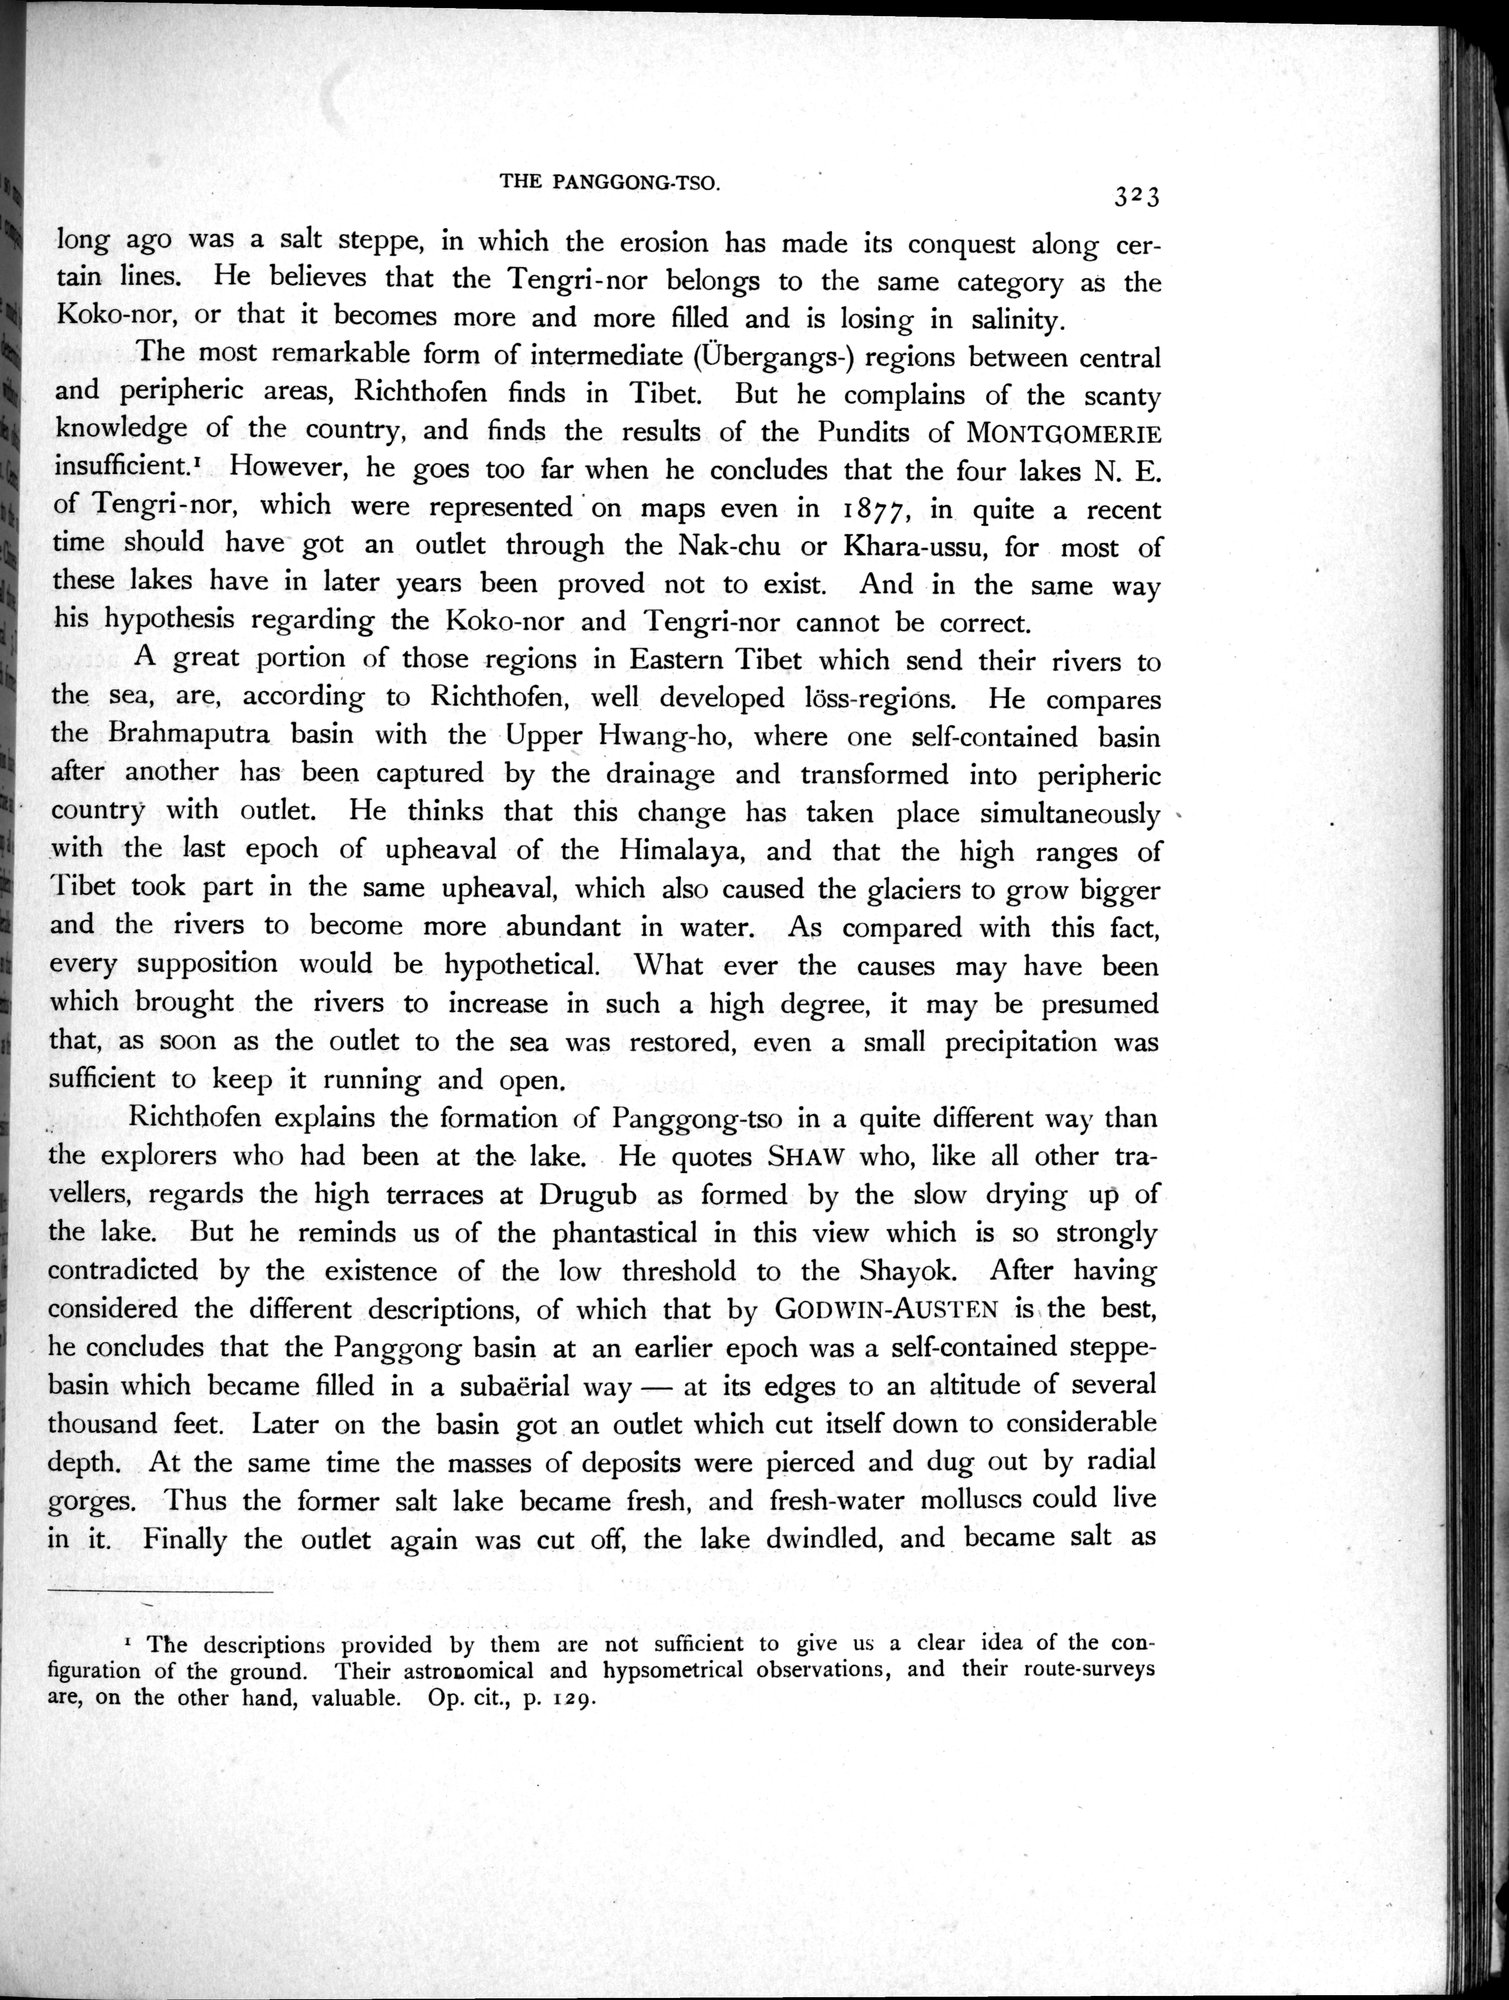 THE PANGGONG-TSO.
323
long ago was a salt steppe, in which the erosion has made its conquest along cer-
tain lines. He believes that the Tengri-nor belongs to the same category as the
Koko-nor, or that it becomes more and more filled and is losing in salinity.
The most remarkable form of intermediate (Übergangs-) regions between central
and peripheric areas, Richthofen finds in Tibet. But he complains of the scanty
knowledge of the country, and finds the results of the Pundits of MONTGOMERIE
insufficient.¹ However, he goes too far when he concludes that the four lakes N. E.
of Tengri-nor, which were represented on maps even in 1877, in quite a recent
time should have got an outlet through the Nak-chu or Khara-ussu, for most of
these lakes have in later years been proved not to exist. And in the same way
his hypothesis regarding the Koko-nor and Tengri-nor cannot be correct.
A great portion of those regions in Eastern Tibet which send their rivers to
the sea, are, according to Richthofen, well developed löss-regions. He compares
the Brahmaputra basin with the Upper Hwang-ho, where one self-contained basin
after another has been captured by the drainage and transformed into peripheric
country with outlet. He thinks that this change has taken place simultaneously
with the last epoch of upheaval of the Himalaya, and that the high ranges of
Tibet took part in the same upheaval, which also caused the glaciers to grow bigger
and the rivers to become more abundant in water. As compared with this fact,
every supposition would be hypothetical. What ever the causes may have been
which brought the rivers to increase in such a high degree, it may be presumed
that, as soon as the outlet to the sea was restored, even a small precipitation was
sufficient to keep it running and open.
Richthofen explains the formation of Panggong-tso in a quite different way than
the explorers who had been at the lake. He quotes SHAW who, like all other tra-
vellers, regards the high terraces at Drugub as formed by the slow drying up of
the lake. But he reminds us of the phantastical in this view which is so strongly
contradicted by the existence of the low threshold to the Shayok. After having
considered the different descriptions, of which that by GODWIN-AUSTEN is the best,
he concludes that the Panggong basin at an earlier epoch was a self-contained steppe-
basin which became filled in a subaërial way — at its edges to an altitude of several
thousand feet. Later on the basin got an outlet which cut itself down to considerable
depth. At the same time the masses of deposits were pierced and dug out by radial
gorges. Thus the former salt lake became fresh, and fresh-water molluscs could live
in it. Finally the outlet again was cut off, the lake dwindled, and became salt as
¹ The descriptions provided by them are not sufficient to give us a clear idea of the con-
figuration of the ground. Their astronomical and hypsometrical observations, and their route-surveys
are, on the other hand, valuable. Op. cit., p. 129.